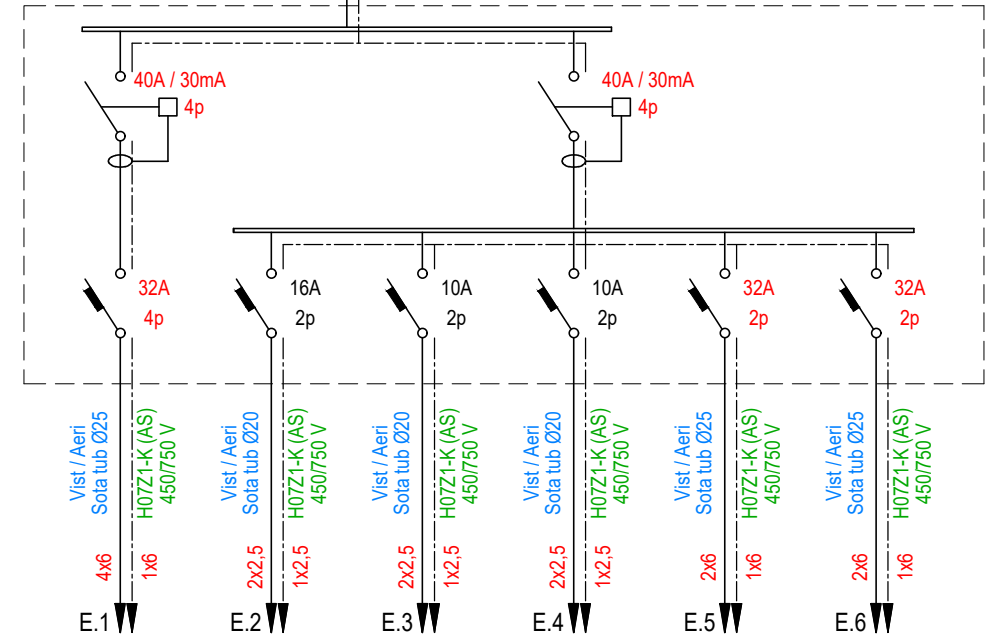 40A / 30mA
4p
40A / 30mA
4p
32A
4p
16A
2p
10A
2p
10A
2p
32A
2p
32A
2p
Vist / Aeri
Sota tub Ø25
H07Z1-K (AS)
450/750 V
Vist / Aeri
Sota tub Ø20
H07Z1-K (AS)
450/750 V
Vist / Aeri
Sota tub Ø20
H07Z1-K (AS)
450/750 V
Vist / Aeri
Sota tub Ø20
H07Z1-K (AS)
450/750 V
Vist / Aeri
Sota tub Ø25
H07Z1-K (AS)
450/750 V
Vist / Aeri
Sota tub Ø25
H07Z1-K (AS)
450/750 V
4x6
1x6
2x2,5
1x2,5
2x2,5
1x2,5
2x2,5
1x2,5
2x6
1x6
2x6
1x6
E.1
E.2
E.3
E.4
E.5
E.6